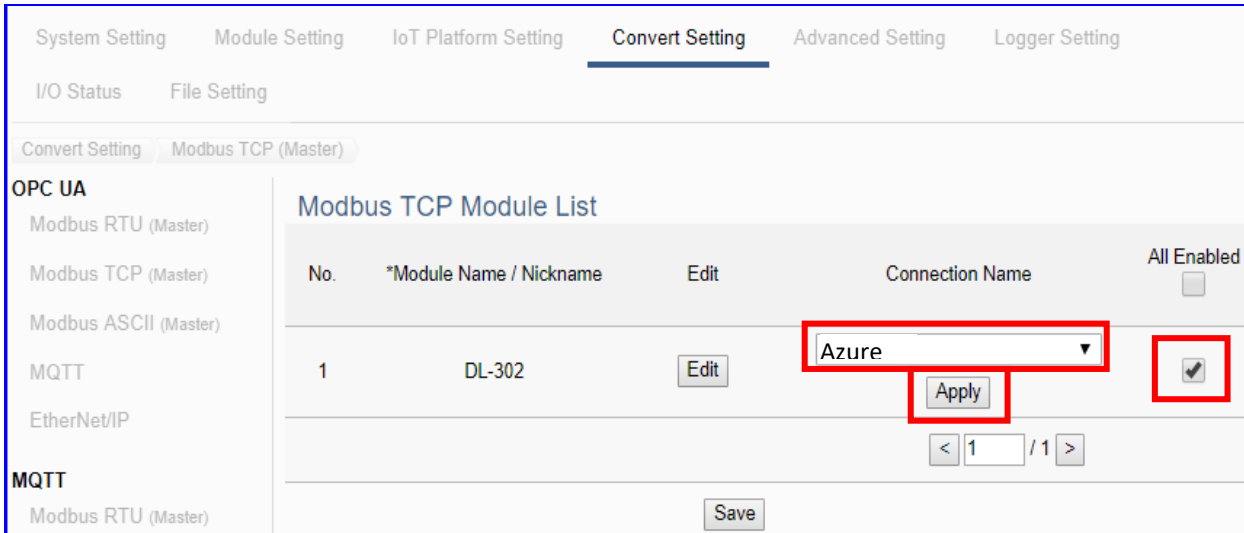 System Setting Module Setting IoT Platform Setting Convert Setting Advanced Setting Logger Setting
I/O Status File Setting
Convert Setting Modbus TCP (Master)
OPC UA
Modbus RTU (Master)
Modbus TCP (Master)
Modbus ASCII (Master)
MQTT
EtherNet/IP
MQTT
Modbus RTU (Master)
Modbus TCP Module List
No. *Module Name / Nickname Edit Connection Name All Enabled
1 DL-302 Edit Azure ▼
Apply
< 1 / 1 >
Save